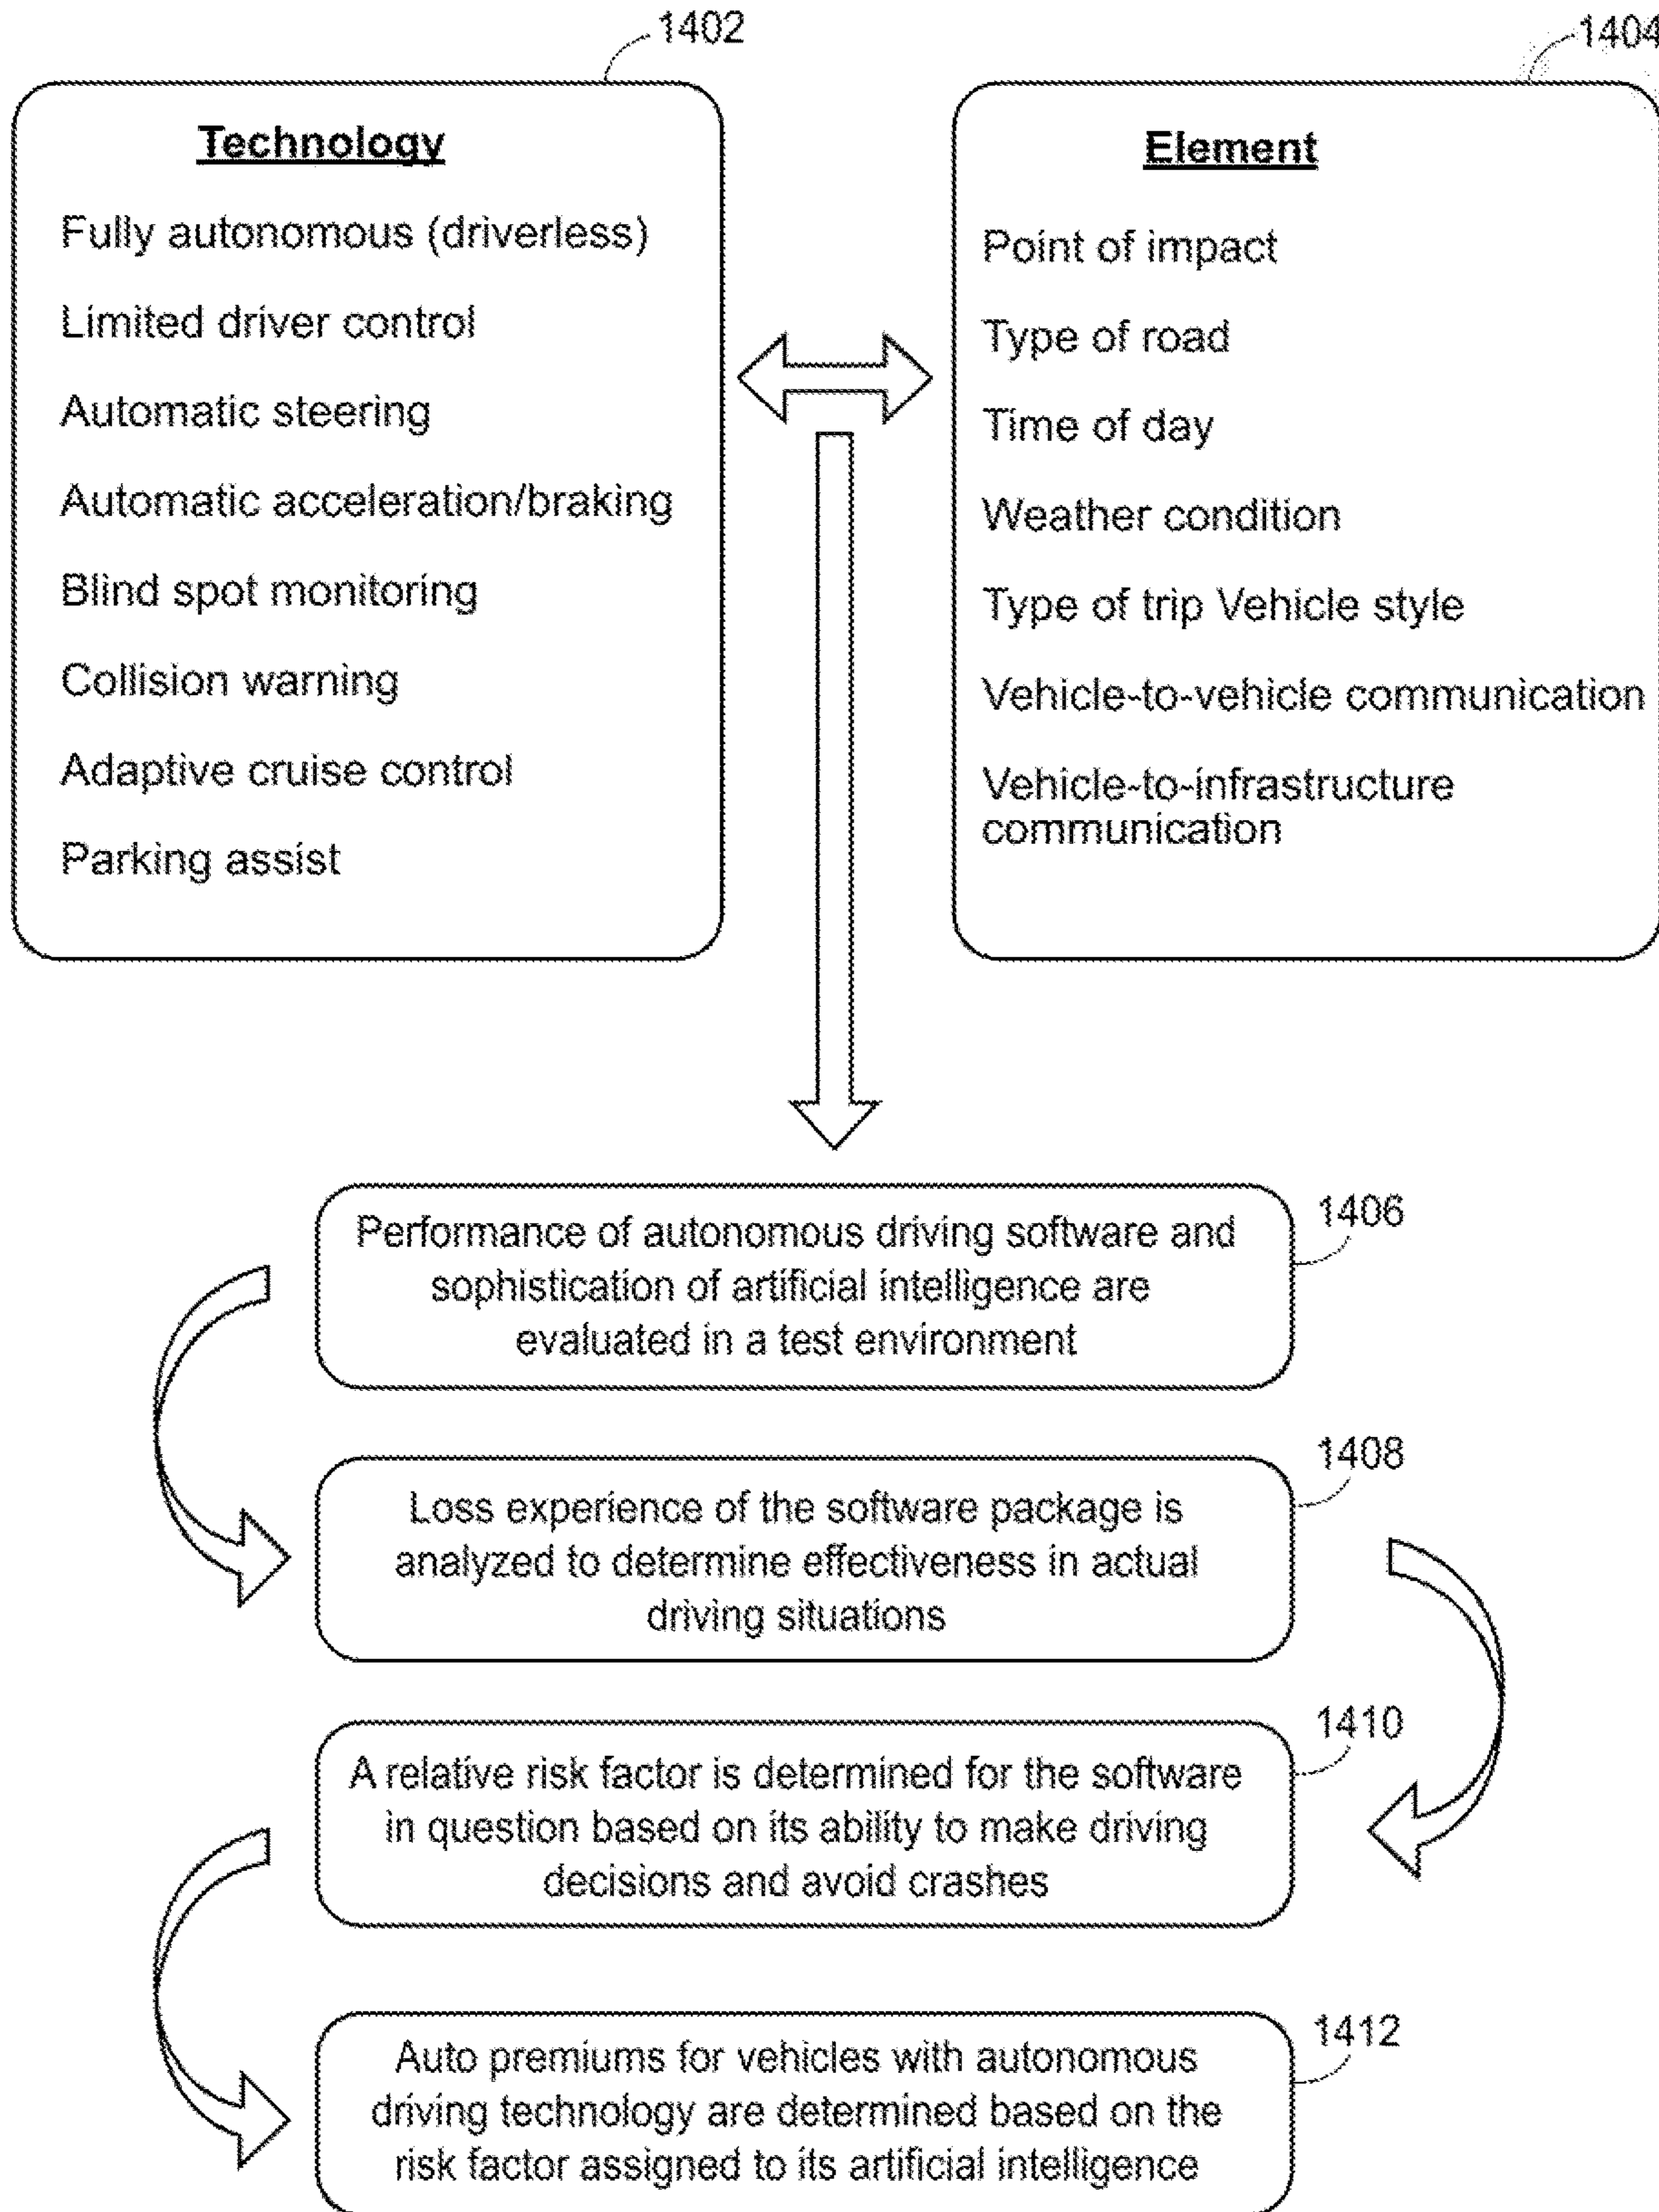 1402
Technology
Fully autonomous (driverless)
Limited driver control
Automatic steering
Automatic acceleration/braking
Blind spot monitoring
Collision warning
Adaptive cruise control
Parking assist
1404
Element
Point of impact
Type of road
Time of day
Weather condition
Type of trip Vehicle style
Vehicle-to-vehicle communication
Vehicle-to-infrastructure
communication
1406
Performance of autonomous driving software and
sophistication of artificial intelligence are
evaluated in a test environment
1408
Loss experience of the software package is
analyzed to determine effectiveness in actual
driving situations
1410
A relative risk factor is determined for the software
in question based on its ability to make driving
decisions and avoid crashes
1412
Auto premiums for vehicles with autonomous
driving technology are determined based on the
risk factor assigned to its artificial intelligence